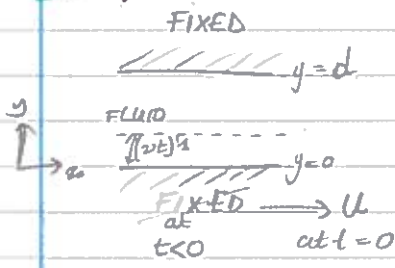 FIXED
y = d
y
FLUID
(νt)^½
x
y=0
FIXED → U
at
t<0
at t = 0